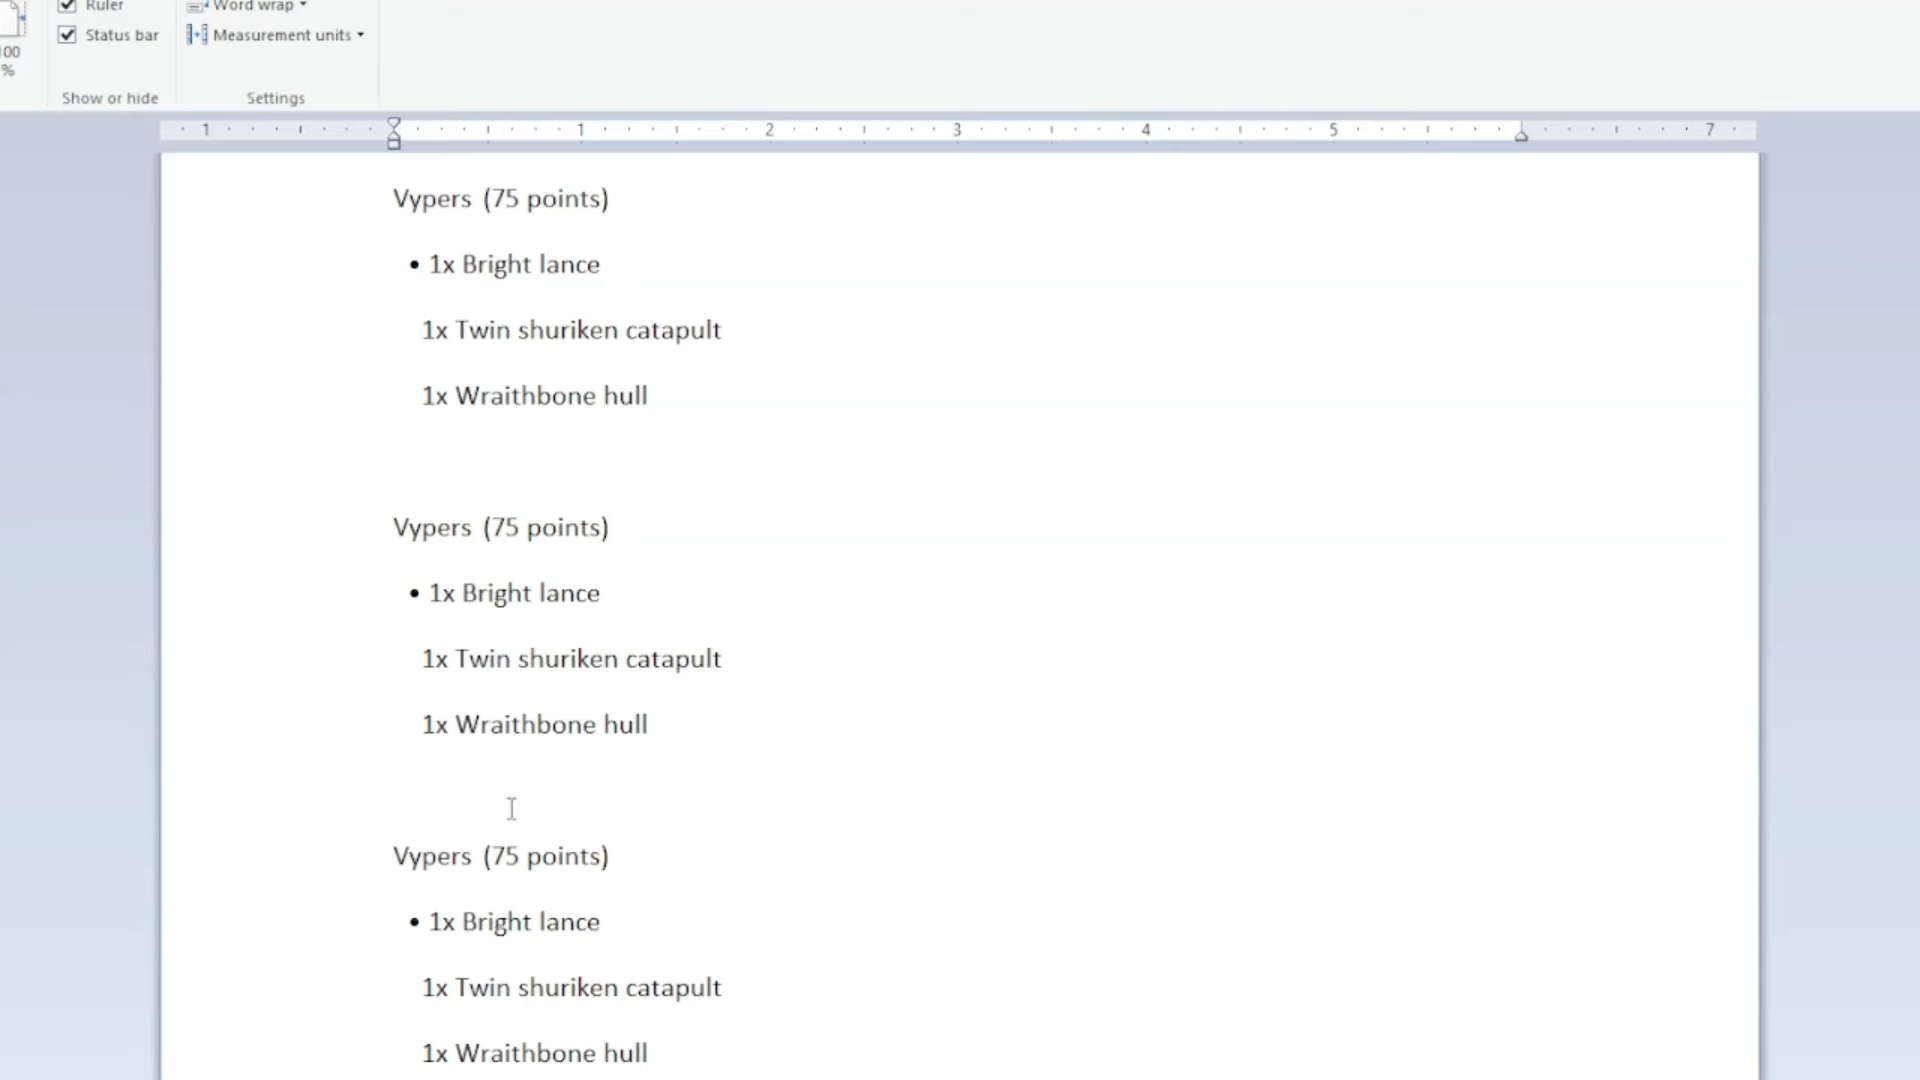 Ruler
Word wrap
Status bar
Measurement units
100
%
Show or hide
Settings
1 1 2 3 4 5 7
Vypers (75 points)
• 1x Bright lance
1x Twin shuriken catapult
1x Wraithbone hull
Vypers (75 points)
• 1x Bright lance
1x Twin shuriken catapult
1x Wraithbone hull
Vypers (75 points)
• 1x Bright lance
1x Twin shuriken catapult
1x Wraithbone hull